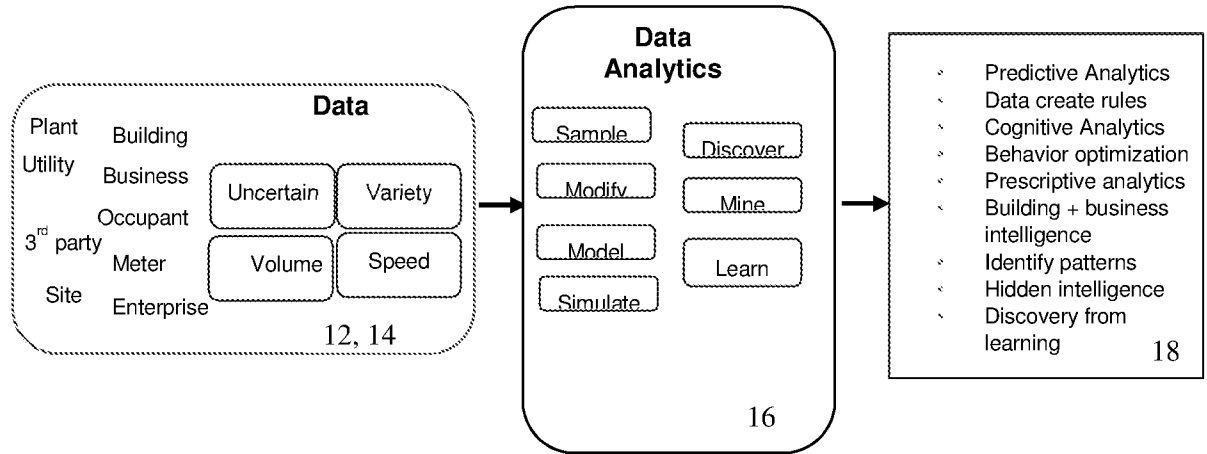 Data
Plant
Building
Utility
Business
Occupant
3rd party
Meter
Site
Enterprise
Uncertain
Variety
Volume
Speed
12, 14
Data
Analytics
Sample
Discover
Modify
Mine
Model
Learn
Simulate
16
Predictive Analytics
Data create rules
Cognitive Analytics
Behavior optimization
Prescriptive analytics
Building + business
intelligence
Identify patterns
Hidden intelligence
Discovery from
learning
18